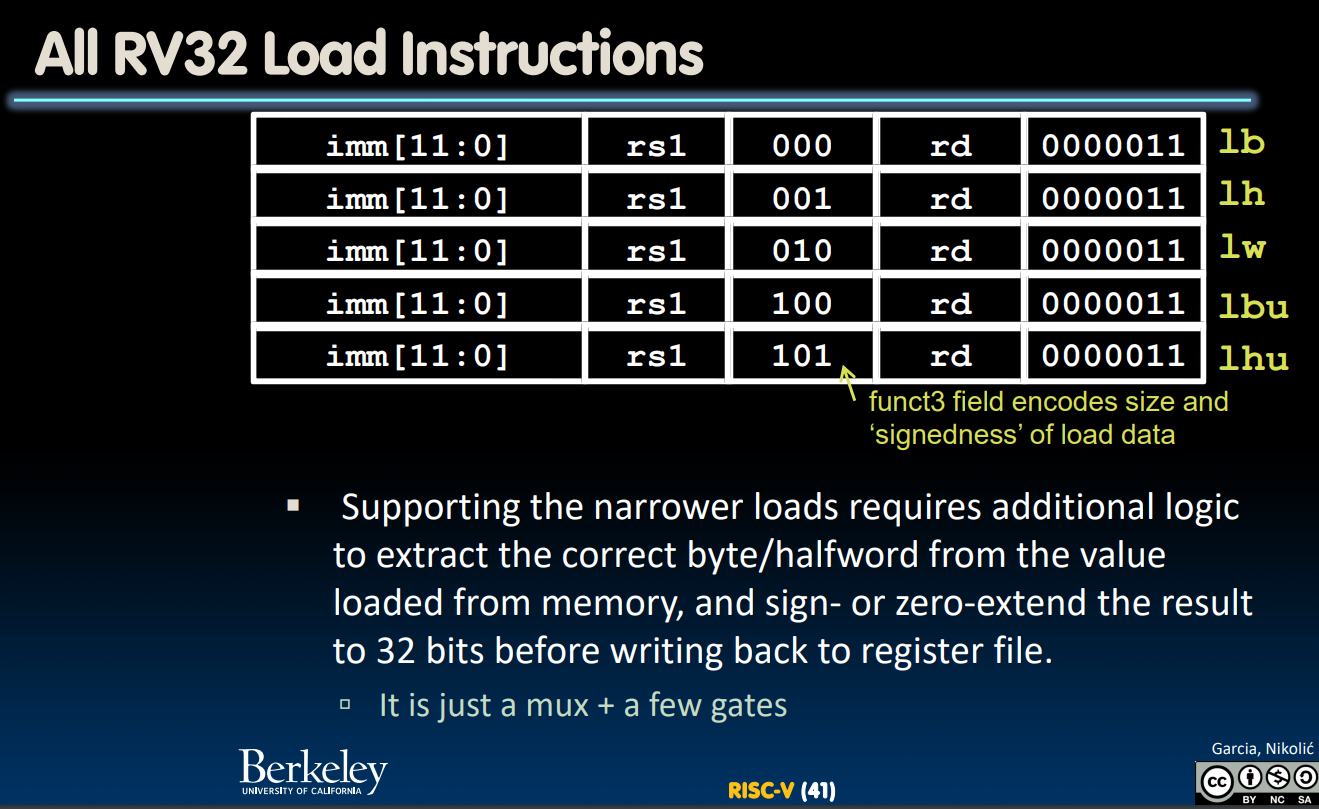 All RV32 Load Instructions
imm[11:0] rs1 000 rd 0000011 lb
imm[11:0] rs1 001 rd 0000011 lh
imm[11:0] rs1 010 rd 0000011 lw
imm[11:0] rs1 100 rd 0000011 lbu
imm[11:0] rs1 101 rd 0000011 lhu
funct3 field encodes size and
‘signedness’ of load data
▪ Supporting the narrower loads requires additional logic
to extract the correct byte/halfword from the value
loaded from memory, and sign- or zero-extend the result
to 32 bits before writing back to register file.
▫ It is just a mux + a few gates
Berkeley
UNIVERSITY OF CALIFORNIA
RISC-V (41)
Garcia, Nikolić
cc
BY NC SA